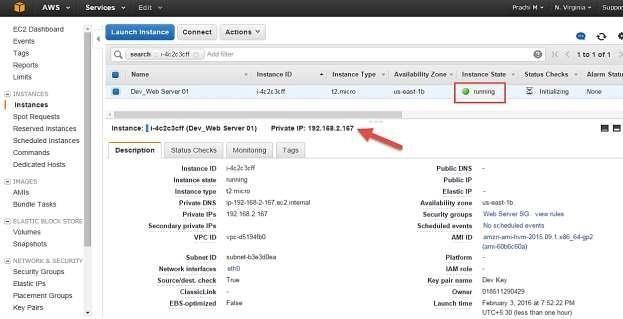 AWS Services Edit Prachi M N. Virginia Support
EC2 Dashboard
Events
Tags
Reports
Limits
INSTANCES
Instances
Spot Requests
Reserved Instances
Scheduled Instances
Commands
Dedicated Hosts
IMAGES
AMIs
Bundle Tasks
ELASTIC BLOCK STORE
Volumes
Snapshots
NETWORK & SECURITY
Security Groups
Elastic IPs
Placement Groups
Key Pairs
Launch Instance Connect Actions
search : i-4c2c3cff Add filter 1 to 1 of 1
Name Instance ID Instance Type Availability Zone Instance State Status Checks Alarm Status
Dev_Web Server 01 i-4c2c3cff t2.micro us-east-1b running Initializing None
Instance: i-4c2c3cff (Dev_Web Server 01) Private IP: 192.168.2.167
Description Status Checks Monitoring Tags
Instance ID i-4c2c3cff Public DNS -
Instance state running Public IP -
Instance type t2.micro Elastic IP -
Private DNS ip-192-168-2-167.ec2.internal Availability zone us-east-1b
Private IPs 192.168.2.167 Security groups Web Server SG. view rules
Secondary private IPs Scheduled events No scheduled events
VPC ID vpc-d5194fb0 AMI ID amzn-ami-hvm-2015.09.1.x86_64-gp2
(ami-60b6c60a)
Subnet ID subnet-b3e3d0ea Platform -
Network interfaces eth0 IAM role -
Source/dest. check True Key pair name Dev Key
ClassicLink - Owner 018611290429
EBS-optimized False Launch time February 3, 2016 at 7:52:22 PM
UTC+5:30 (less than one hour)